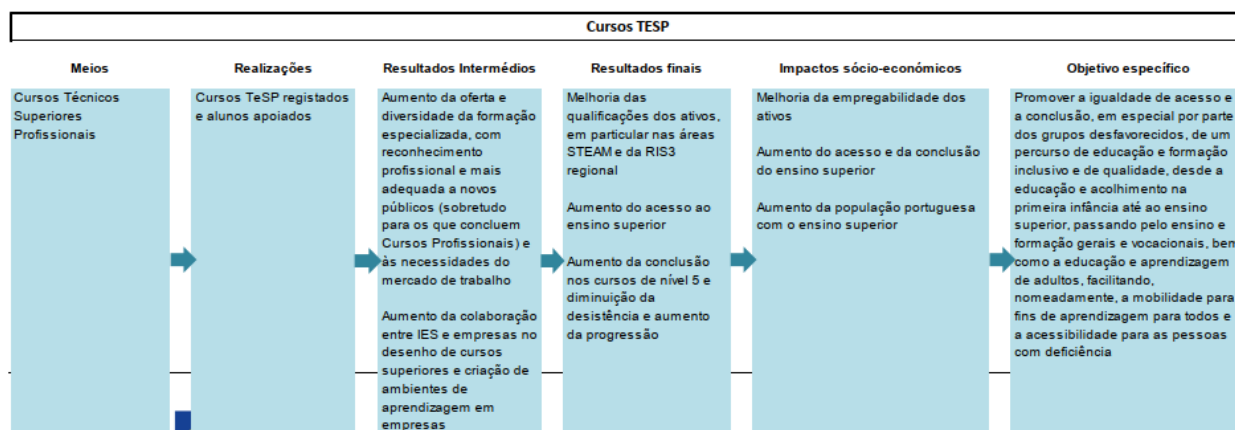 Cursos TESP
Meios
Realizações
Resultados Intermédios
Resultados finais
Impactos sócio-económicos
Objetivo específico
Cursos Técnicos
Superiores
Profissionais
Cursos TeSP registados
e alunos apoiados
Aumento da oferta e
diversidade da formação
especializada, com
reconhecimento
profissional e mais
adequada a novos
públicos (sobretudo
para os que concluem
Cursos Profissionais) e
às necessidades do
mercado de trabalho
Aumento da colaboração
entre IES e empresas no
desenho de cursos
superiores e criação de
ambientes de
aprendizagem em
empresas
Melhoria das
qualificações dos ativos,
em particular nas áreas
STEAM e da RIS3
regional
Aumento do acesso ao
ensino superior
Aumento da conclusão
nos cursos de nível 5 e
diminuição da
desistência e aumento
da progressão
Melhoria da empregabilidade dos
ativos
Aumento do acesso e da conclusão
do ensino superior
Aumento da população portuguesa
com o ensino superior
Promover a igualdade de acesso e
a conclusão, em especial por parte
dos grupos desfavorecidos, de um
percurso de educação e formação
inclusivo e de qualidade, desde a
educação e acolhimento na
primeira infância até ao ensino
superior, passando pelo ensino e
formação gerais e vocacionais, bem
como a educação e aprendizagem
de adultos, facilitando,
nomeadamente, a mobilidade para
fins de aprendizagem para todos e
a acessibilidade para as pessoas
com deficiência